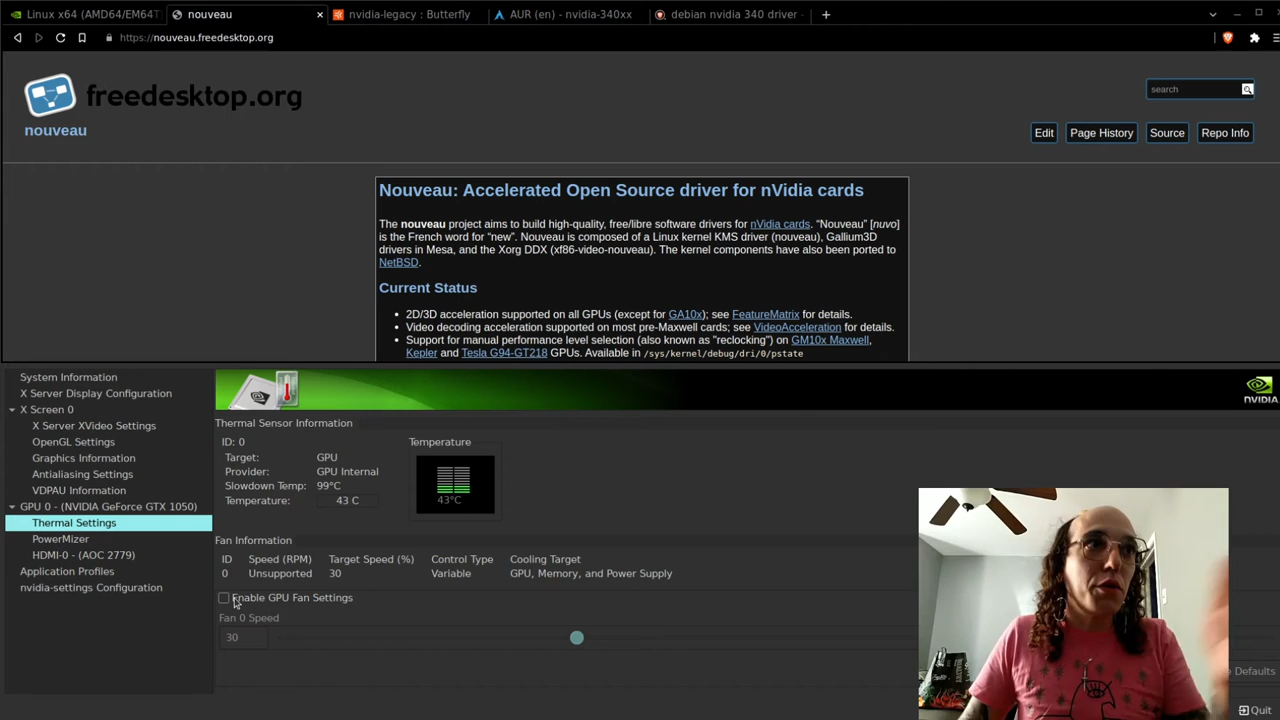 Linux x64 (AMD64/EM64T
nouveau
nvidia-legacy : Butterfly
AUR (en) - nvidia-340xx
debian nvidia 340 driver -
https://nouveau.freedesktop.org
freedesktop.org
search
nouveau
Edit
Page History
Source
Repo Info
Nouveau: Accelerated Open Source driver for nVidia cards
The nouveau project aims to build high-quality, free/libre software drivers for nVidia cards. “Nouveau” [nuvo]
is the French word for “new”. Nouveau is composed of a Linux kernel KMS driver (nouveau), Gallium3D
drivers in Mesa, and the Xorg DDX (xf86-video-nouveau). The kernel components have also been ported to
NetBSD.
Current Status
• 2D/3D acceleration supported on all GPUs (except for GA10x); see FeatureMatrix for details.
• Video decoding acceleration supported on most pre-Maxwell cards; see VideoAcceleration for details.
• Support for manual performance level selection (also known as "reclocking") on GM10x Maxwell,
Kepler and Tesla G94-GT218 GPUs. Available in /sys/kernel/debug/dri/0/pstate
System Information
X Server Display Configuration
X Screen 0
X Server XVideo Settings
OpenGL Settings
Graphics Information
Antialiasing Settings
VDPAU Information
GPU 0 - (NVIDIA GeForce GTX 1050)
Thermal Settings
PowerMizer
HDMI-0 - (AOC 2779)
Application Profiles
nvidia-settings Configuration
NVIDIA
Thermal Sensor Information
ID: 0
Target: GPU
Provider: GPU Internal
Slowdown Temp: 99°C
Temperature: 43 C
Temperature
43°C
Fan Information
ID Speed (RPM) Target Speed (%) Control Type Cooling Target
0 Unsupported 30 Variable GPU, Memory, and Power Supply
Enable GPU Fan Settings
Fan 0 Speed
30
Defaults
Quit